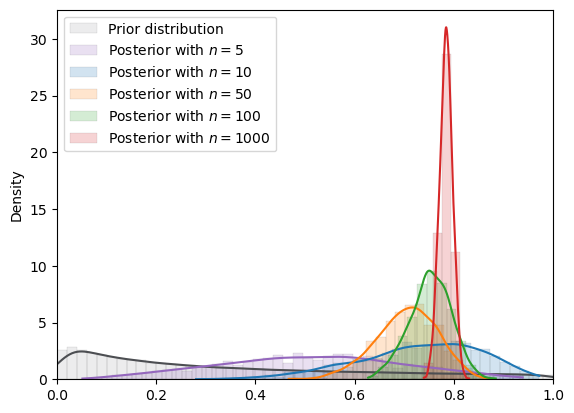 Prior distribution
Posterior with n = 5
Posterior with n = 10
Posterior with n = 50
Posterior with n = 100
Posterior with n = 1000
Density
30
25
20
15
10
5
0
0.0 0.2 0.4 0.6 0.8 1.0